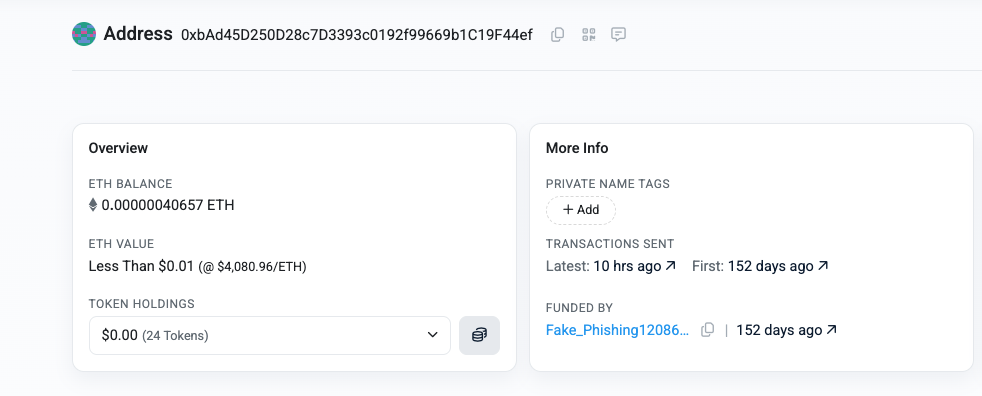 Address 0xbAd45D250D28c7D3393c0192f99669b1C19F44ef
Overview
ETH BALANCE
0.00000040657 ETH
ETH VALUE
Less Than $0.01 (@ $4,080.96/ETH)
TOKEN HOLDINGS
$0.00 (24 Tokens)
More Info
PRIVATE NAME TAGS
+ Add
TRANSACTIONS SENT
Latest: 10 hrs ago ↗ First: 152 days ago ↗
FUNDED BY
Fake_Phishing12086... | 152 days ago ↗